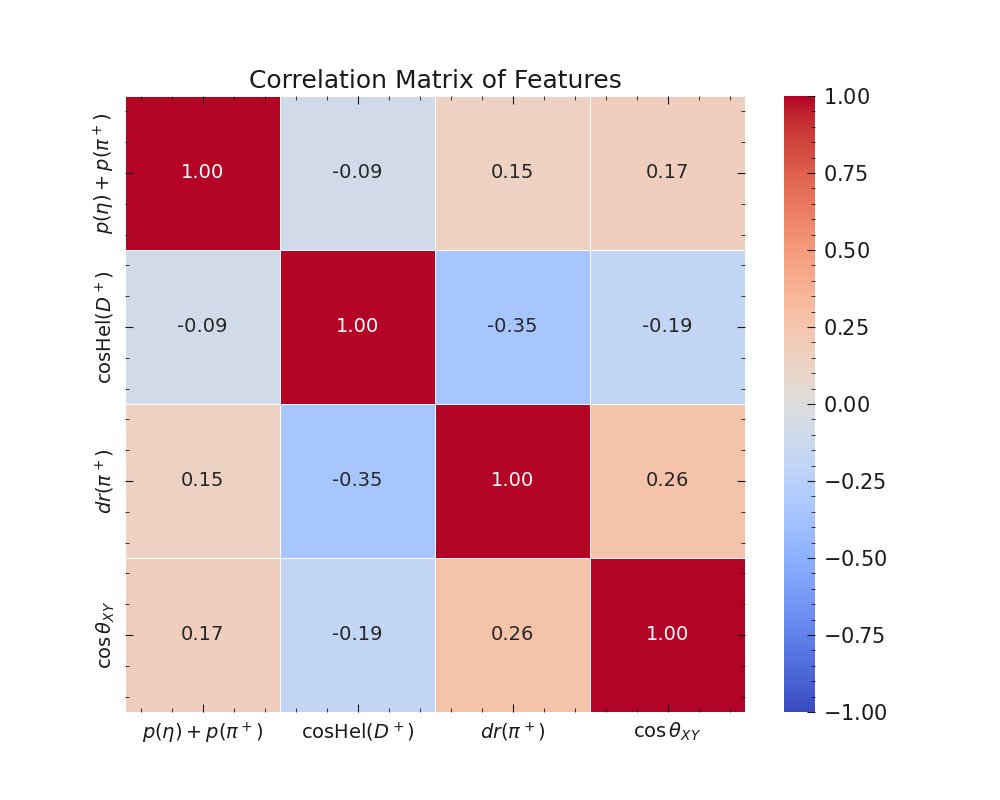 Correlation Matrix of Features
p(η) + p(π⁺) 1.00 -0.09 0.15 0.17
cosHel(D⁺) -0.09 1.00 -0.35 -0.19
dr(π⁺) 0.15 -0.35 1.00 0.26
cos θ_XY 0.17 -0.19 0.26 1.00
p(η) + p(π⁺) cosHel(D⁺) dr(π⁺) cos θ_XY
1.00
0.75
0.50
0.25
0.00
−0.25
−0.50
−0.75
−1.00